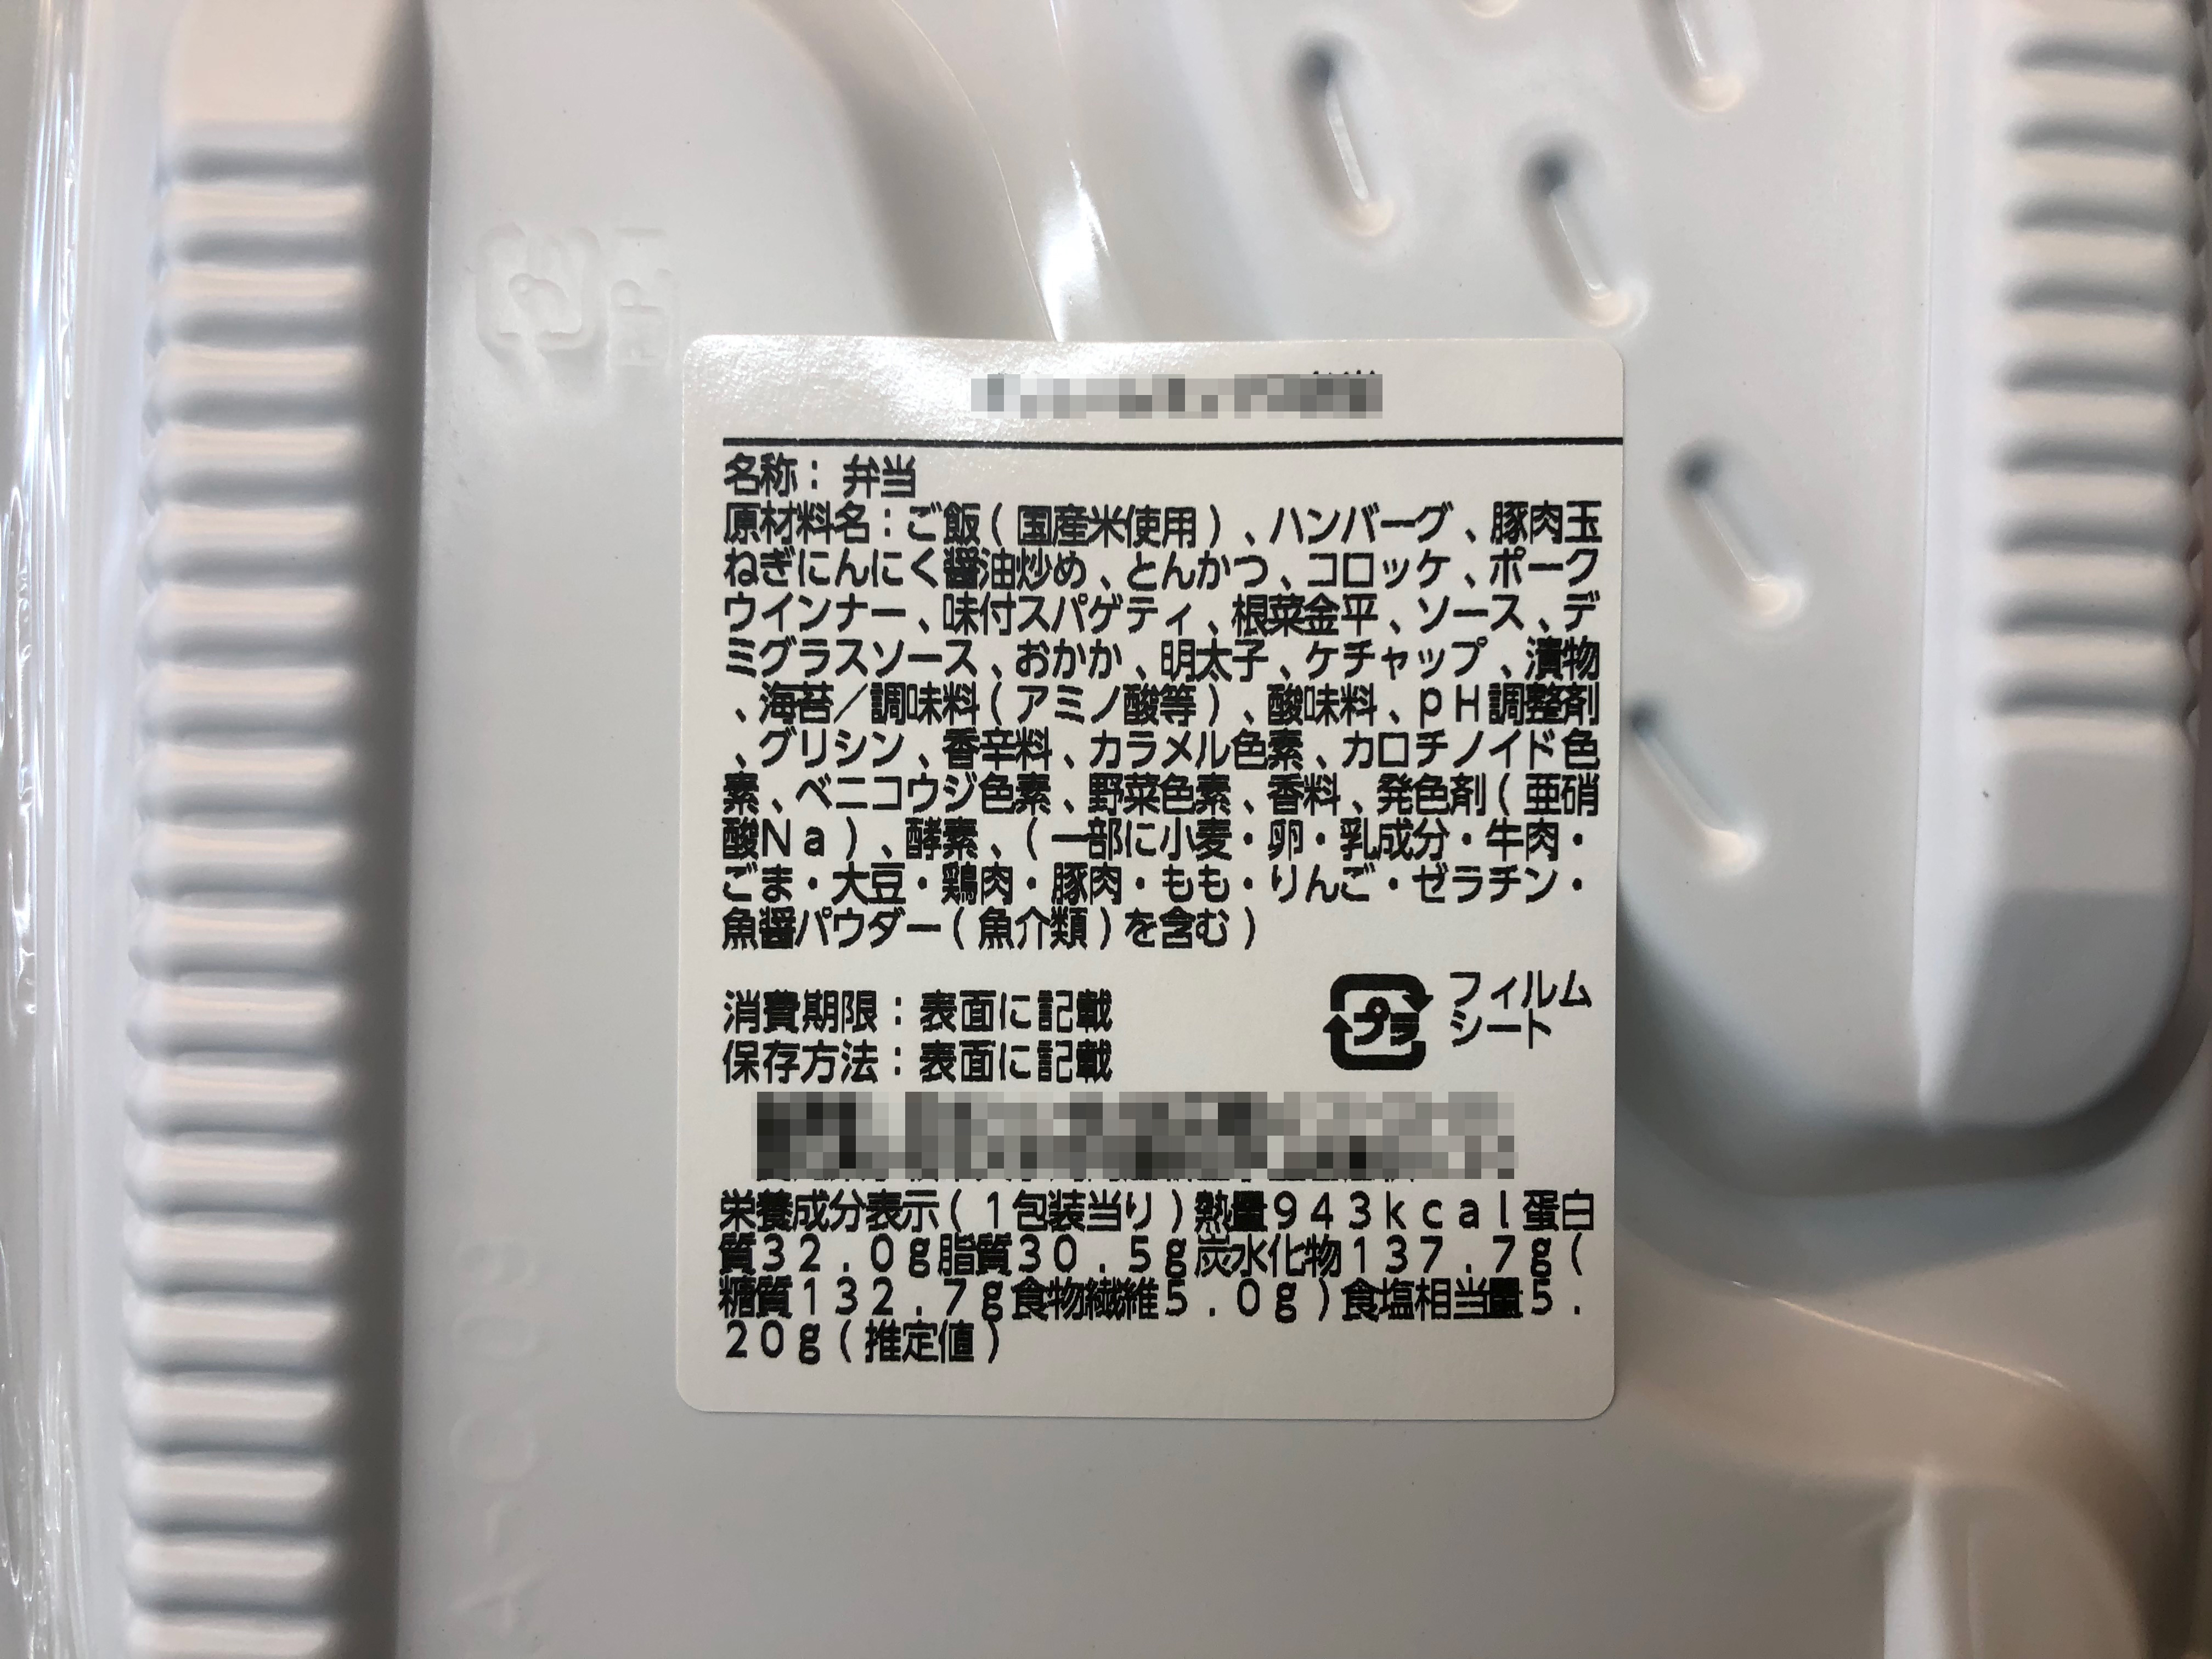 名称：弁当
原材料名：ご飯（国産米使用）、ハンバーグ、豚肉玉
ねぎにんにく醤油炒め、とんかつ、コロッケ、ポーク
ウインナー、味付スパゲティ、根菜金平、ソース、デ
ミグラスソース、おかか、明太子、ケチャップ、漬物
、海苔／調味料（アミノ酸等）、酸味料、ｐＨ調整剤
、グリシン、香辛料、カラメル色素、カロチノイド色
素、ベニコウジ色素、野菜色素、香料、発色剤（亜硝
酸Ｎａ）、酵素、（一部に小麦・卵・乳成分・牛肉・
ごま・大豆・鶏肉・豚肉・もも・りんご・ゼラチン・
魚醤パウダー（魚介類）を含む）
消費期限：表面に記載
保存方法：表面に記載
プラ
フィルム
シート
栄養成分表示（１包装当り）熱量９４３ｋｃａｌ蛋白
質３２．０ｇ脂質３０．５ｇ炭水化物１３７．７ｇ（
糖質１３２．７ｇ食物繊維５．０ｇ）食塩相当量５．
２０ｇ（推定値）